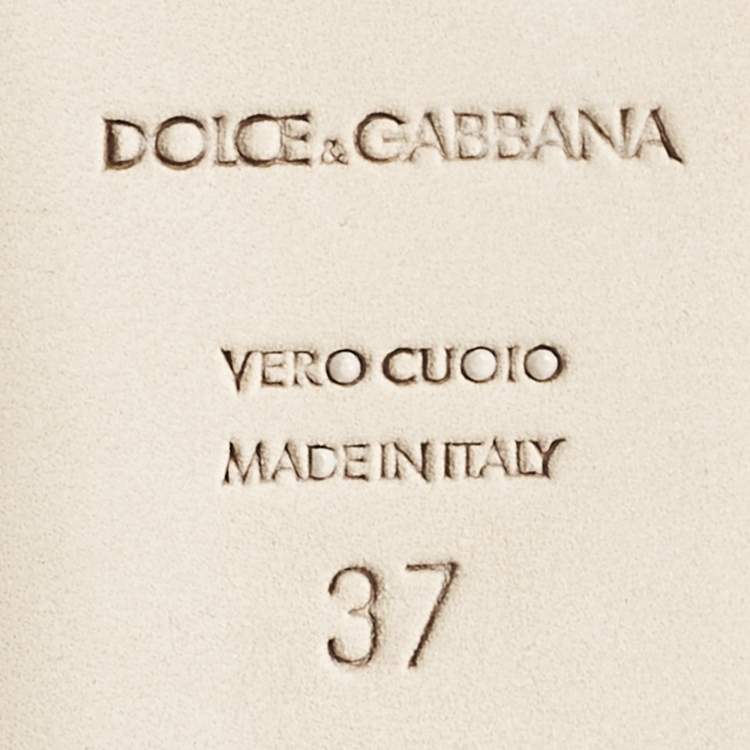 DOLCE & GABBANA
VERO CUOIO
MADE IN ITALY
37